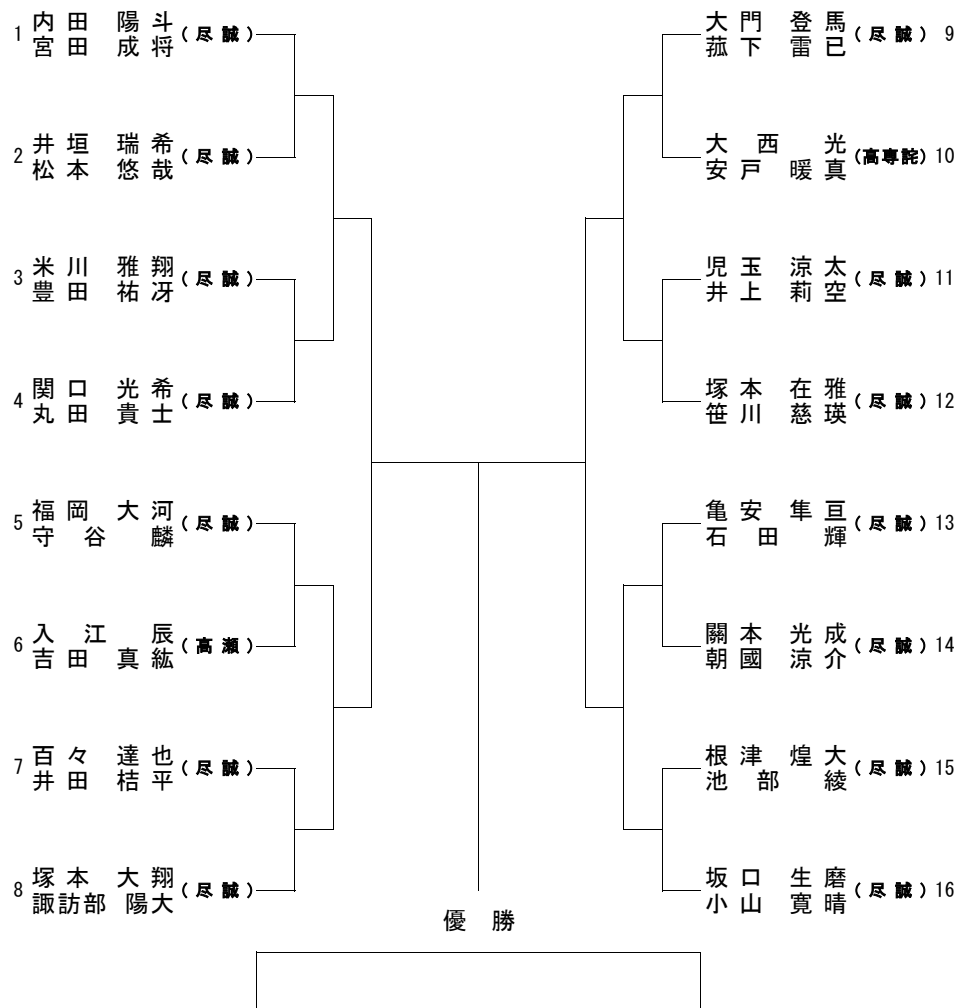 1 内田 陽斗 (尽誠)
宮田 成将
2 井垣 瑞希 (尽誠)
松本 悠哉
3 米川 雅翔 (尽誠)
豊田 祐冴
4 関口 光希 (尽誠)
丸田 貴士
5 福岡 大河 (尽誠)
守谷 麟
6 入江 辰 (高瀬)
吉田 真紘
7 百々 達也 (尽誠)
井田 桔平
8 塚本 大翔 (尽誠)
諏訪部 陽大
大門 登馬 (尽誠) 9
菰下 雷已
大西 光 (高専詫) 10
安戸 暖真
児玉 涼太 (尽誠) 11
井上 莉空
塚本 在雅 (尽誠) 12
笹川 慈瑛
亀安 隼亘 (尽誠) 13
石田 輝
關本 光成 (尽誠) 14
朝國 涼介
根津 煌大 (尽誠) 15
池部 綾
坂口 生磨 (尽誠) 16
小山 寛晴
優勝